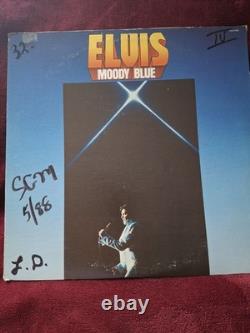 32.
IV
ELVIS
MOODY BLUE
5/88
L.D.